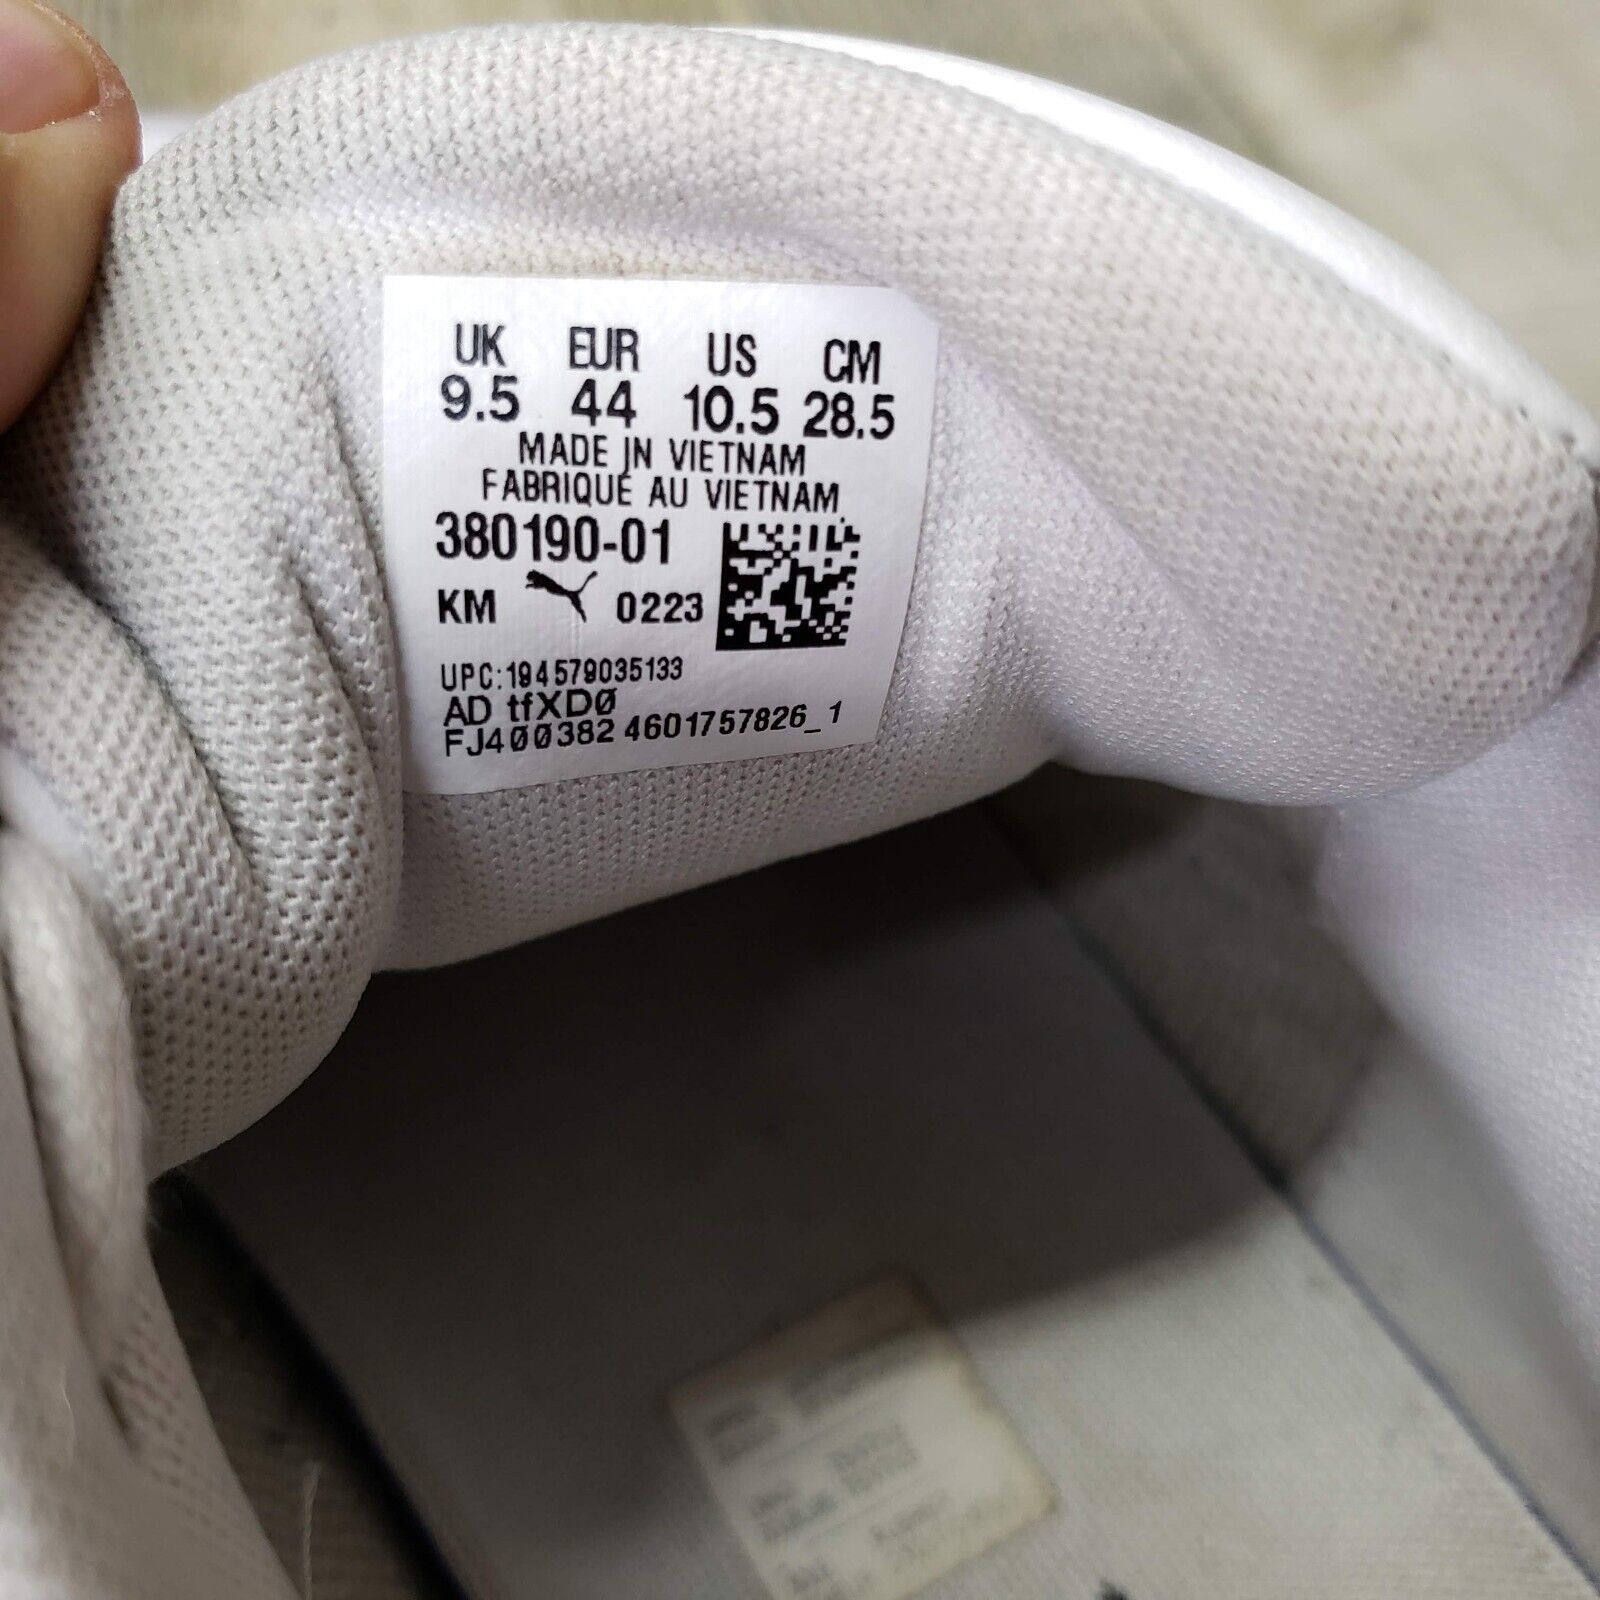 UK EUR US CM
9.5 44 10.5 28.5
MADE IN VIETNAM
FABRIQUÉ AU VIETNAM
380190-01
KM 0223
UPC:194579035133
AD tfXDØ
FJ4ØØ382 4601757826_1